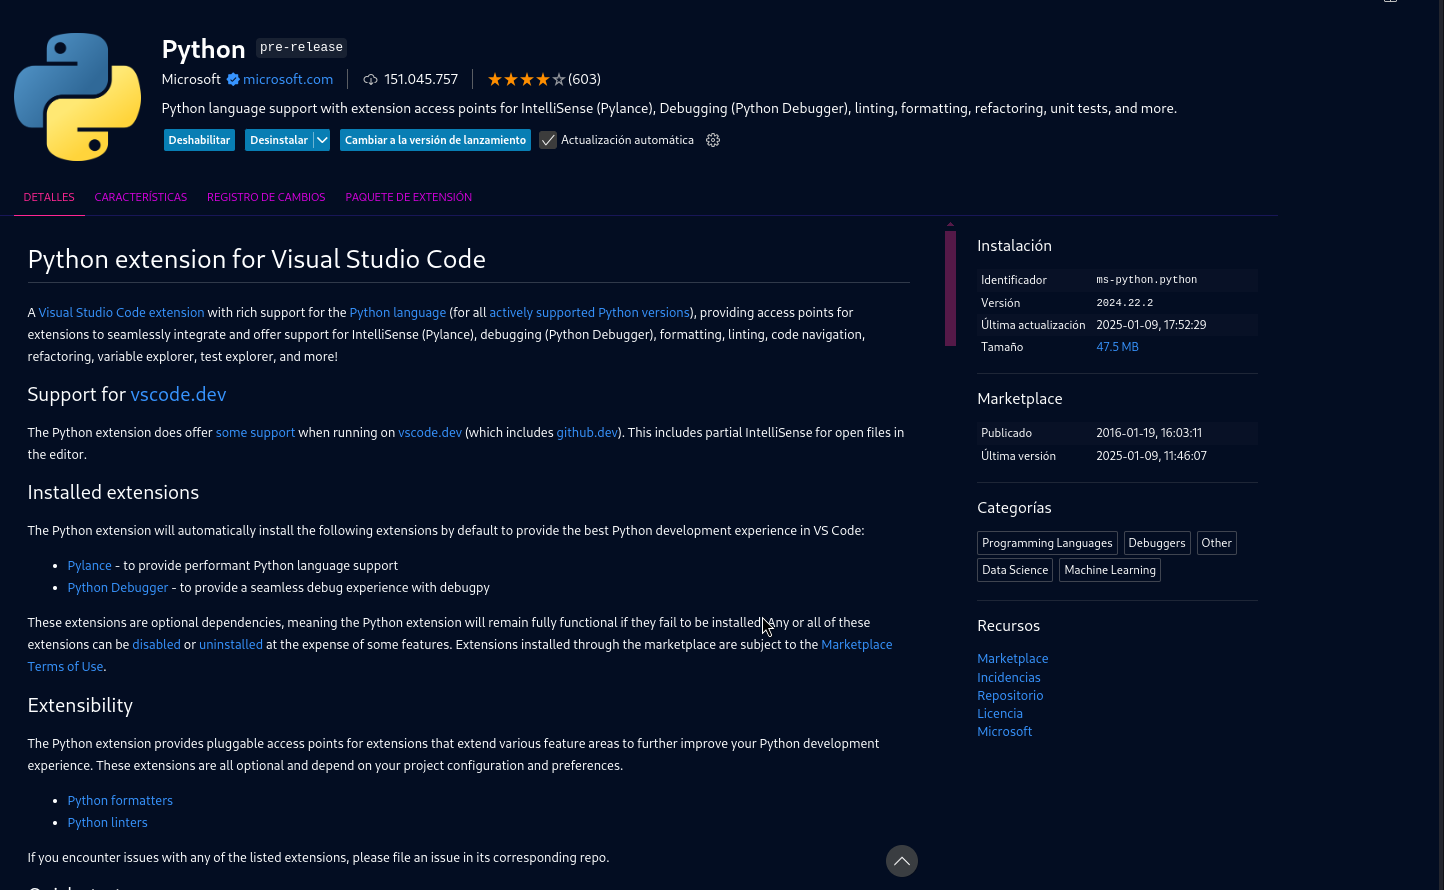 Python pre-release
Microsoft microsoft.com 151.045.757 (603)
Python language support with extension access points for IntelliSense (Pylance), Debugging (Python Debugger), linting, formatting, refactoring, unit tests, and more.
Deshabilitar Desinstalar Cambiar a la versión de lanzamiento Actualización automática
DETALLES CARACTERÍSTICAS REGISTRO DE CAMBIOS PAQUETE DE EXTENSIÓN
Python extension for Visual Studio Code
A Visual Studio Code extension with rich support for the Python language (for all actively supported Python versions), providing access points for
extensions to seamlessly integrate and offer support for IntelliSense (Pylance), debugging (Python Debugger), formatting, linting, code navigation,
refactoring, variable explorer, test explorer, and more!
Support for vscode.dev
The Python extension does offer some support when running on vscode.dev (which includes github.dev). This includes partial IntelliSense for open files in
the editor.
Installed extensions
The Python extension will automatically install the following extensions by default to provide the best Python development experience in VS Code:
• Pylance - to provide performant Python language support
• Python Debugger - to provide a seamless debug experience with debugpy
These extensions are optional dependencies, meaning the Python extension will remain fully functional if they fail to be installed. Any or all of these
extensions can be disabled or uninstalled at the expense of some features. Extensions installed through the marketplace are subject to the Marketplace
Terms of Use.
Extensibility
The Python extension provides pluggable access points for extensions that extend various feature areas to further improve your Python development
experience. These extensions are all optional and depend on your project configuration and preferences.
• Python formatters
• Python linters
If you encounter issues with any of the listed extensions, please file an issue in its corresponding repo.
Instalación
Identificador ms-python.python
Versión 2024.22.2
Última actualización 2025-01-09, 17:52:29
Tamaño 47.5 MB
Marketplace
Publicado 2016-01-19, 16:03:11
Última versión 2025-01-09, 11:46:07
Categorías
Programming Languages Debuggers Other
Data Science Machine Learning
Recursos
Marketplace
Incidencias
Repositorio
Licencia
Microsoft